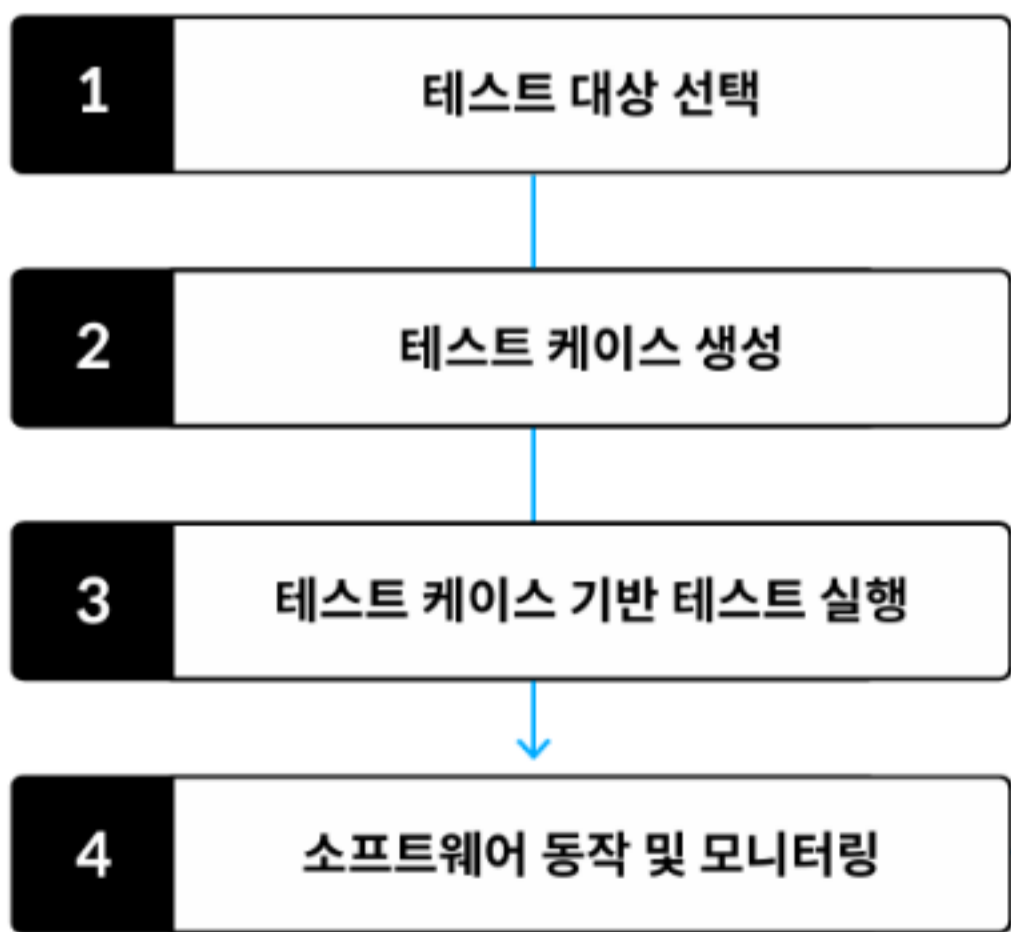 1 테스트 대상 선택
2 테스트 케이스 생성
3 테스트 케이스 기반 테스트 실행
4 소프트웨어 동작 및 모니터링